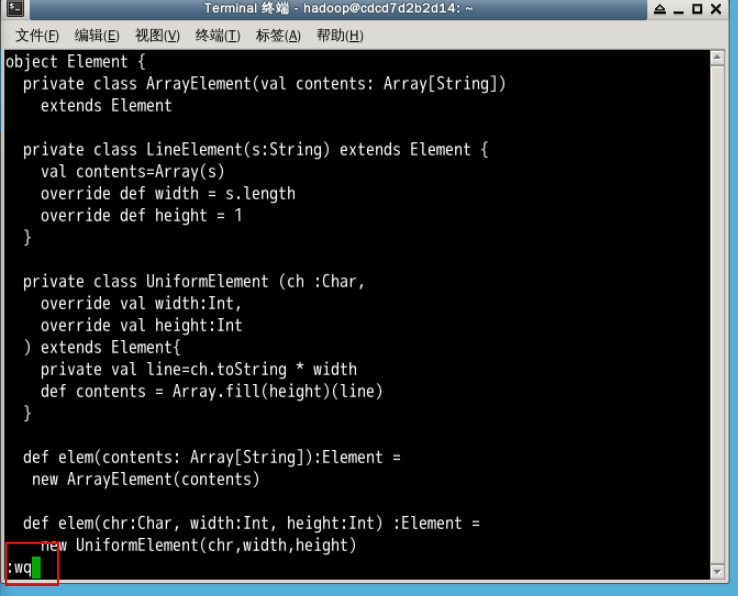 Terminal 终端 - hadoop@cdcd7d2b2d14: ~
文件(F) 编辑(E) 视图(V) 终端(T) 标签(A) 帮助(H)
object Element {
  private class ArrayElement(val contents: Array[String])
    extends Element

  private class LineElement(s:String) extends Element {
    val contents=Array(s)
    override def width = s.length
    override def height = 1
  }

  private class UniformElement (ch :Char,
    override val width:Int,
    override val height:Int
  ) extends Element{
    private val line=ch.toString * width
    def contents = Array.fill(height)(line)
  }

  def elem(contents: Array[String]):Element =
   new ArrayElement(contents)

  def elem(chr:Char, width:Int, height:Int) :Element =
    new UniformElement(chr,width,height)
:wq